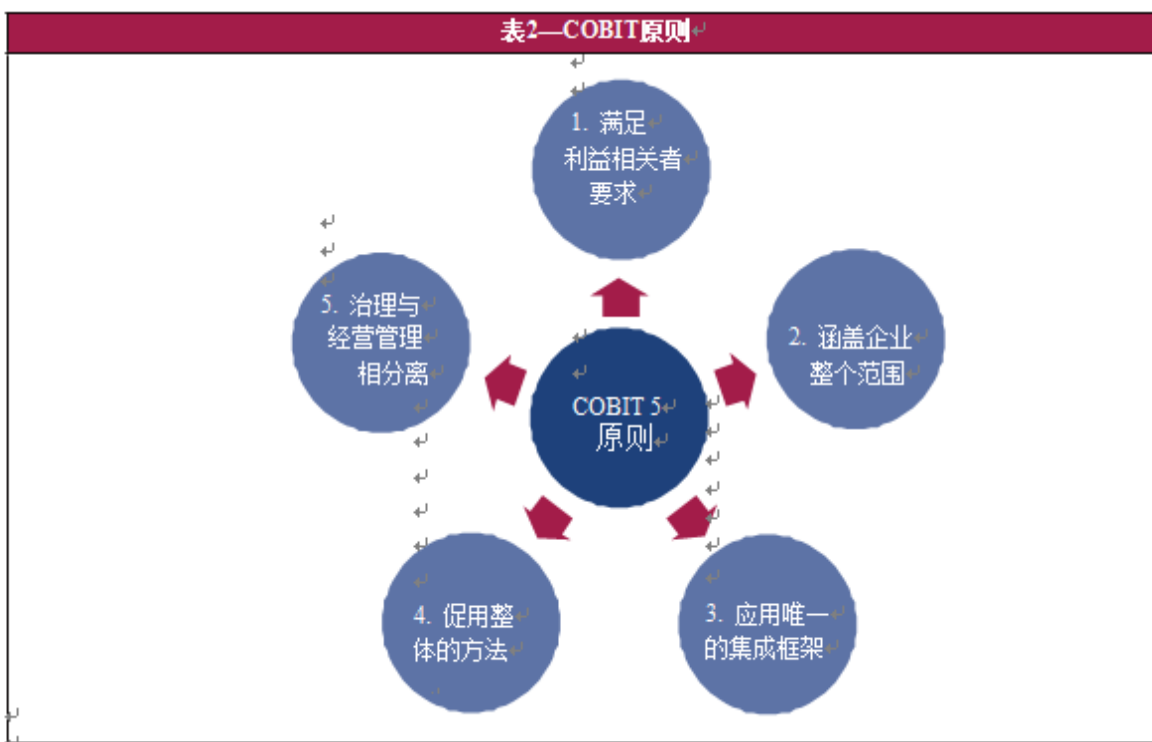 表2—COBIT原则
1. 满足
利益相关者
要求
2. 涵盖企业
整个范围
3. 应用唯一
的集成框架
4. 促用整
体的方法
5. 治理与
经营管理
相分离
COBIT 5
原则